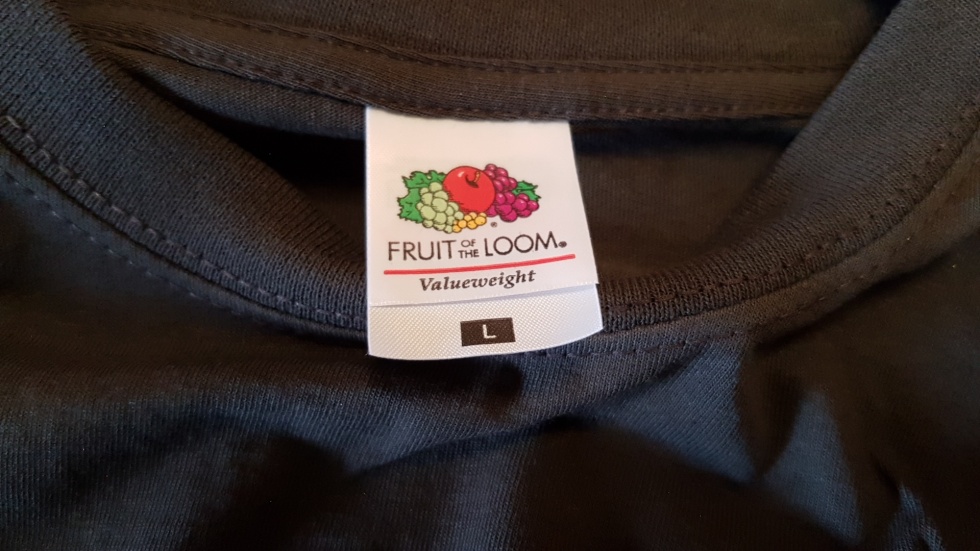 FRUIT OF THE LOOM®
Valueweight
L